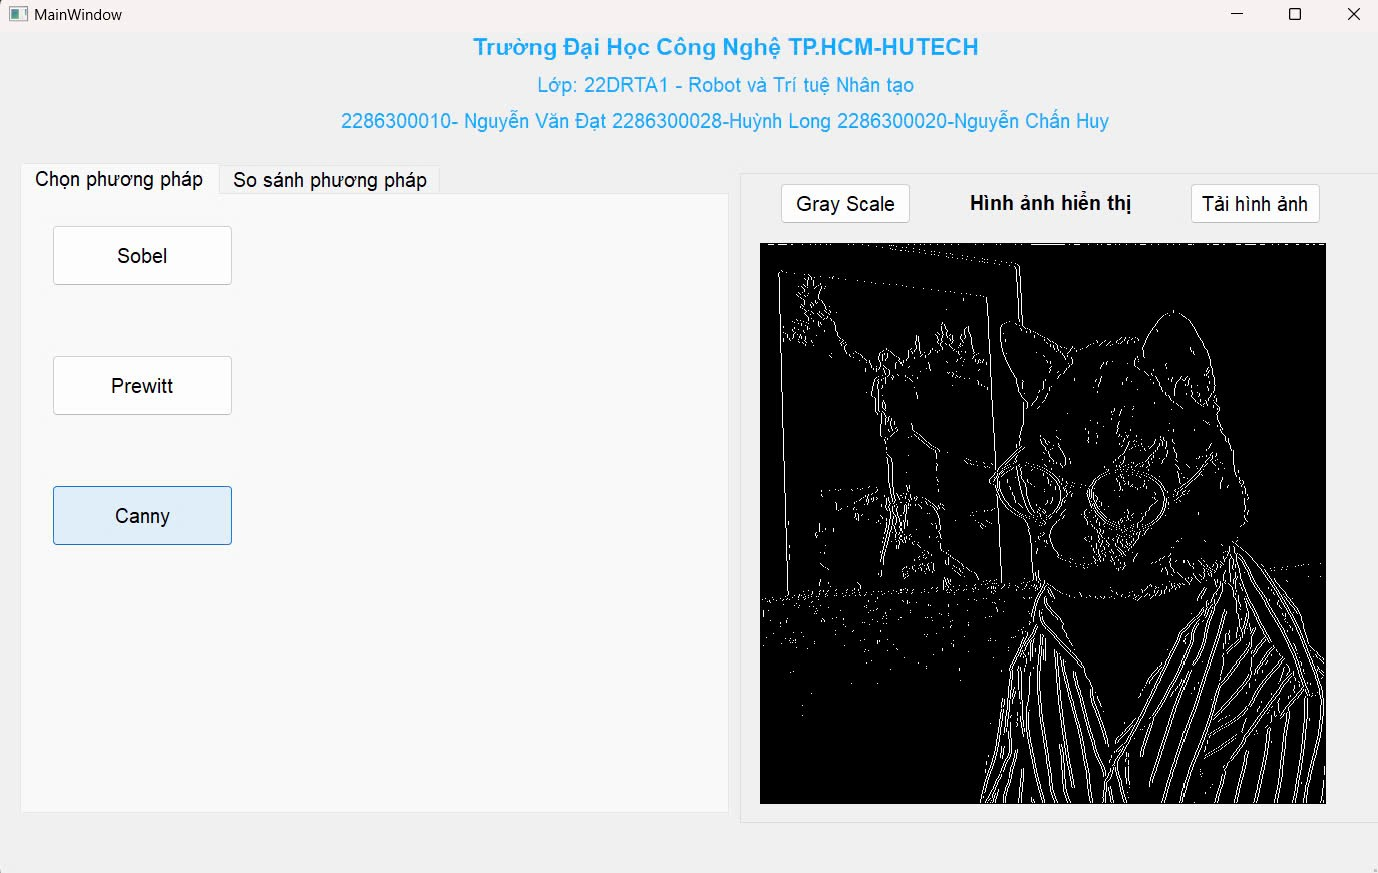 MainWindow
Trường Đại Học Công Nghệ TP.HCM-HUTECH
Lớp: 22DRTA1 - Robot và Trí tuệ Nhân tạo
2286300010- Nguyễn Văn Đạt 2286300028-Huỳnh Long 2286300020-Nguyễn Chấn Huy
Chọn phương pháp
So sánh phương pháp
Sobel
Prewitt
Canny
Gray Scale
Hình ảnh hiển thị
Tải hình ảnh